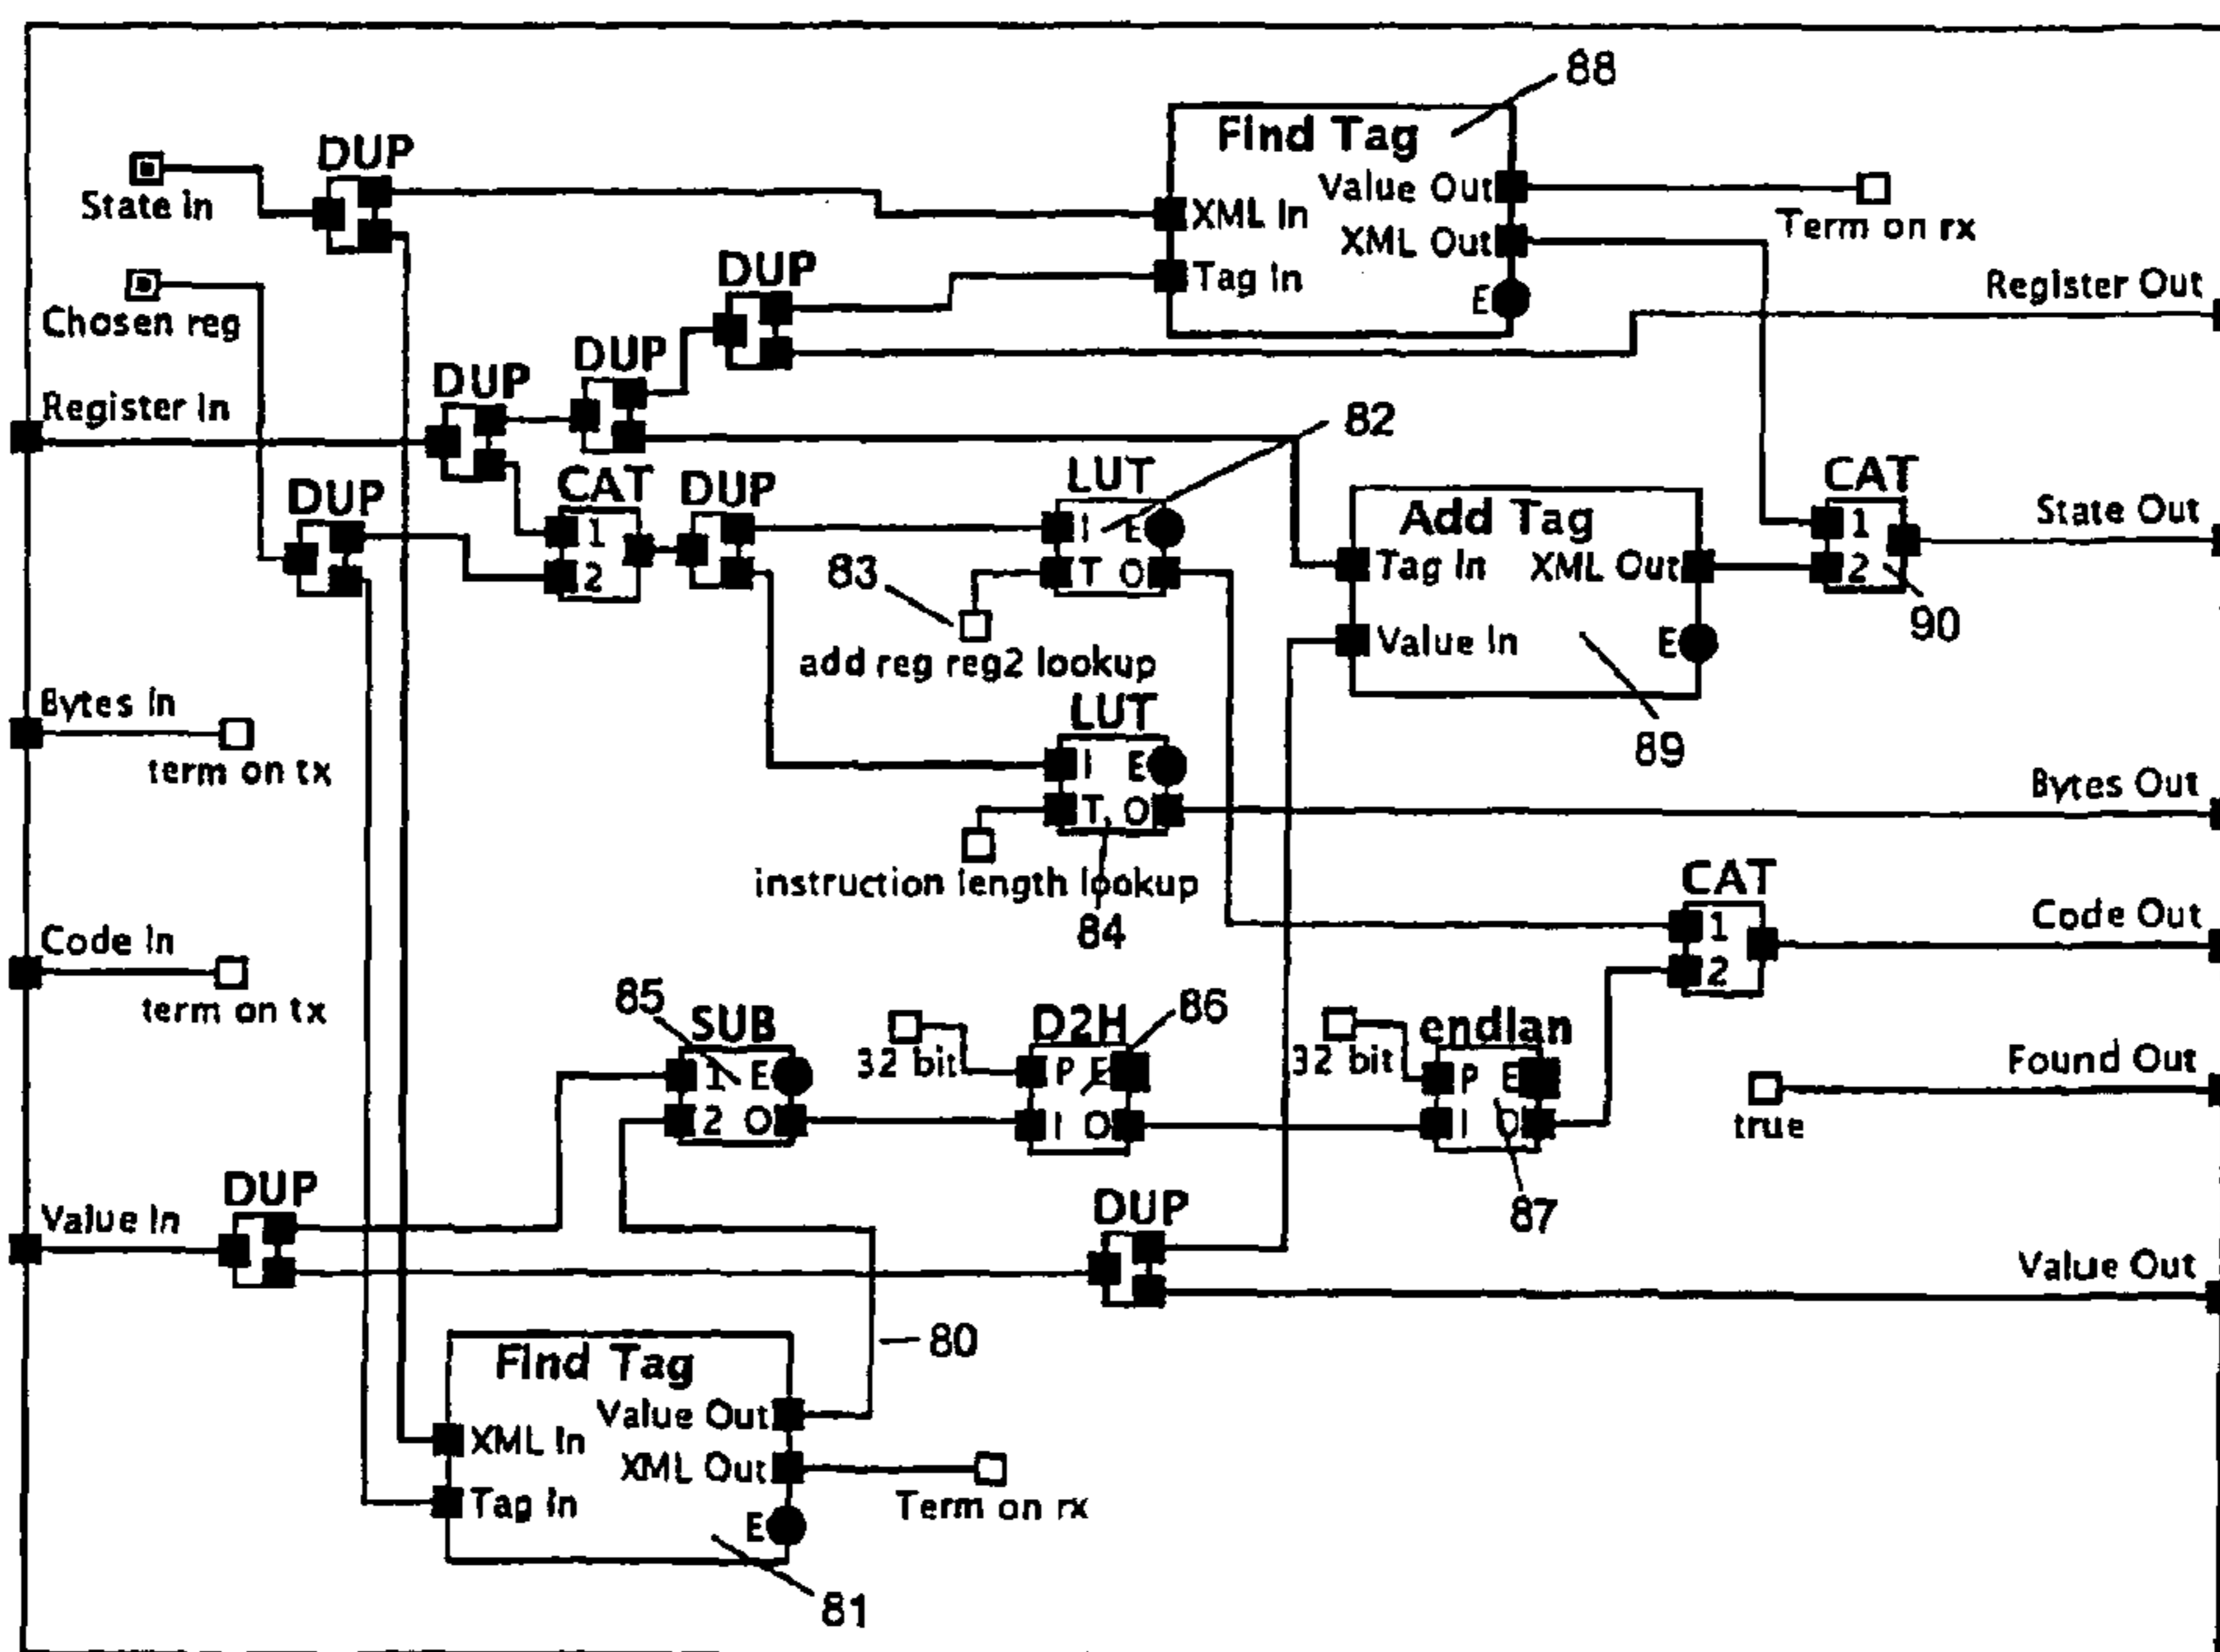 88
Find Tag
DUP
Value Out
State in
XML In
XML Out
Term on rx
DUP
Tag In
Register Out
E
Chosen reg
DUP
DUP
Register In
82
LUT
CAT
DUP
CAT
DUP
1
I E
Add Tag
1
State Out
2
83
T O
Tag In XML Out
2
90
add reg reg2 lookup
Value In
E
Bytes In
LUT
89
term on tx
I E
Bytes Out
T O
instruction length lookup
CAT
84
Code In
1
Code Out
2
term on tx
85
SUB
86
D2H
endian
Found Out
32 bit
32 bit
1 E
P E
P E
2 O
I O
I O
true
DUP
87
Value In
DUP
Value Out
80
Find Tag
Value Out
XML In
XML Out
Tag In
Term on rx
E
81